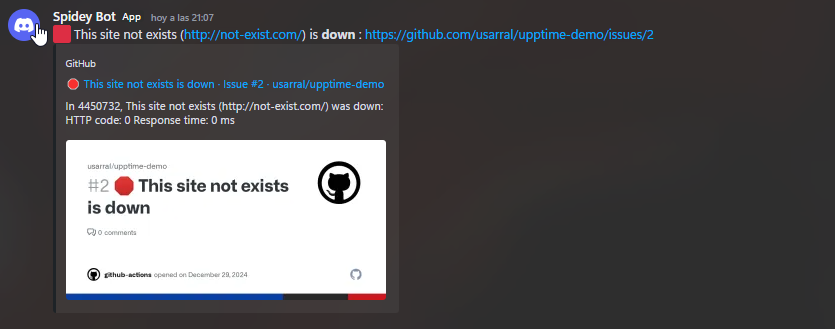 Spidey Bot App hoy a las 21:07
🟥 This site not exists (http://not-exist.com/) is down : https://github.com/usarral/upptime-demo/issues/2
GitHub
🛑 This site not exists is down · Issue #2 · usarral/upptime-demo
In 4450732, This site not exists (http://not-exist.com/) was down:
HTTP code: 0 Response time: 0 ms
usarral/upptime-demo
#2 🛑 This site not exists
is down
0 comments
github-actions opened on December 29, 2024